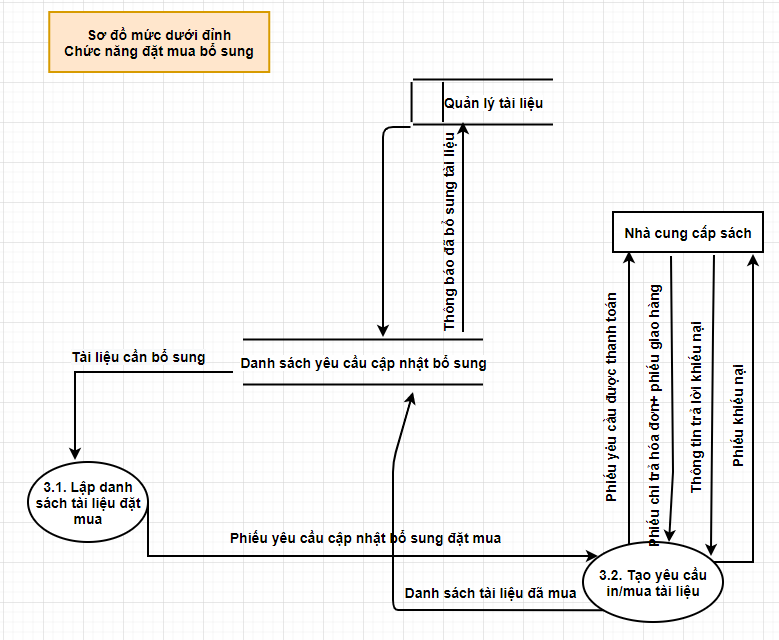 Sơ đồ mức dưới đỉnh
Chức năng đặt mua bổ sung
Quản lý tài liệu
Thông báo đã bổ sung tài liệu
Nhà cung cấp sách
Phiếu yêu cầu được thanh toán
Phiếu chi trả hóa đơn+ phiếu giao hàng
Thông tin trả lời khiếu nại
Phiếu khiếu nại
Tài liệu cần bổ sung
Danh sách yêu cầu cập nhật bổ sung
3.1. Lập danh
sách tài liệu đặt
mua
Phiếu yêu cầu cập nhật bổ sung đặt mua
Danh sách tài liệu đã mua
3.2. Tạo yêu cầu
in/mua tài liệu